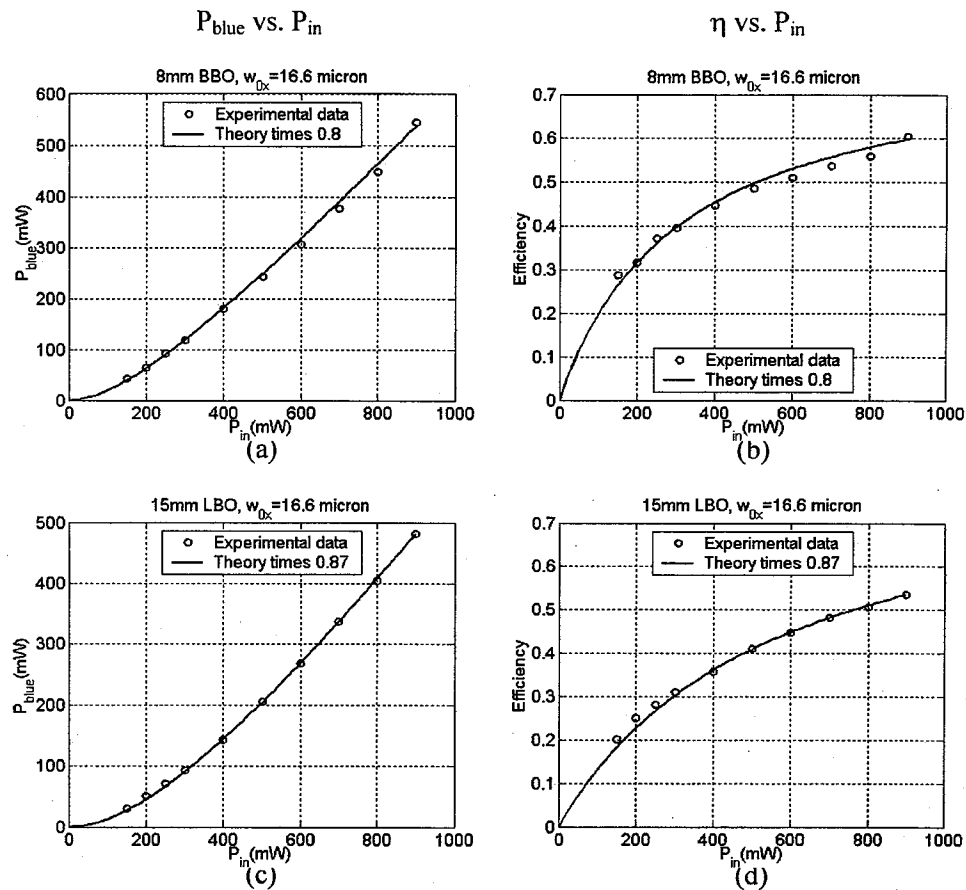 P_blue vs. P_in
η vs. P_in
8mm BBO, w_0x=16.6 micron
600
500
400
300
200
100
0
P_blue(mW)
Experimental data
Theory times 0.8
0
200
400
600
800
1000
P_in(mW)
(a)
8mm BBO, w_0x=16.6 micron
0.7
0.6
0.5
0.4
0.3
0.2
0.1
0
Efficiency
Experimental data
Theory times 0.8
0
200
400
600
800
1000
P_in(mW)
(b)
15mm LBO, w_0x=16.6 micron
500
400
300
200
100
0
P_blue(mW)
Experimental data
Theory times 0.87
0
200
400
600
800
1000
P_in(mW)
(c)
15mm LBO, w_0x=16.6 micron
0.7
0.6
0.5
0.4
0.3
0.2
0.1
0
Efficiency
Experimental data
Theory times 0.87
0
200
400
600
800
1000
P_in(mW)
(d)